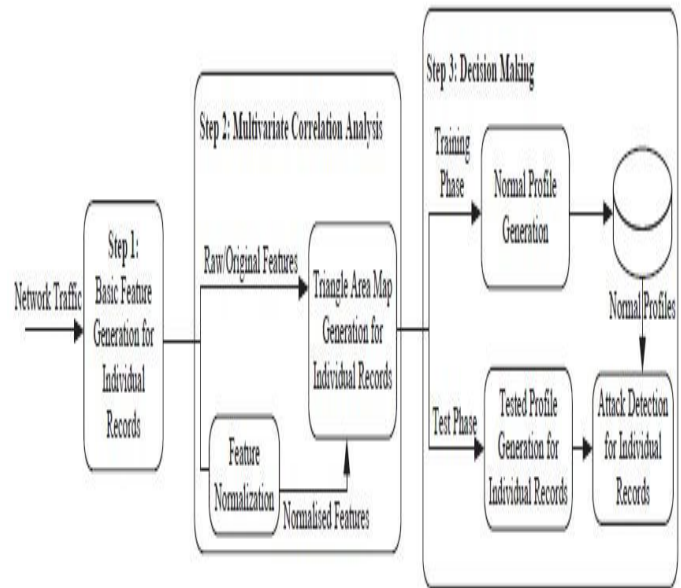 Network Traffic
Step 1:
Basic Feature
Generation for
Individual
Records
Step 2: Multivariate Correlation Analysis
Raw/Original Features
Triangle Area Map
Generation for
Individual Records
Feature
Normalization
Normalised Features
Step 3: Decision Making
Training
Phase
Normal Profile
Generation
Normal Profiles
Test Phase
Tested Profile
Generation for
Individual Records
Attack Detection
for Individual
Records